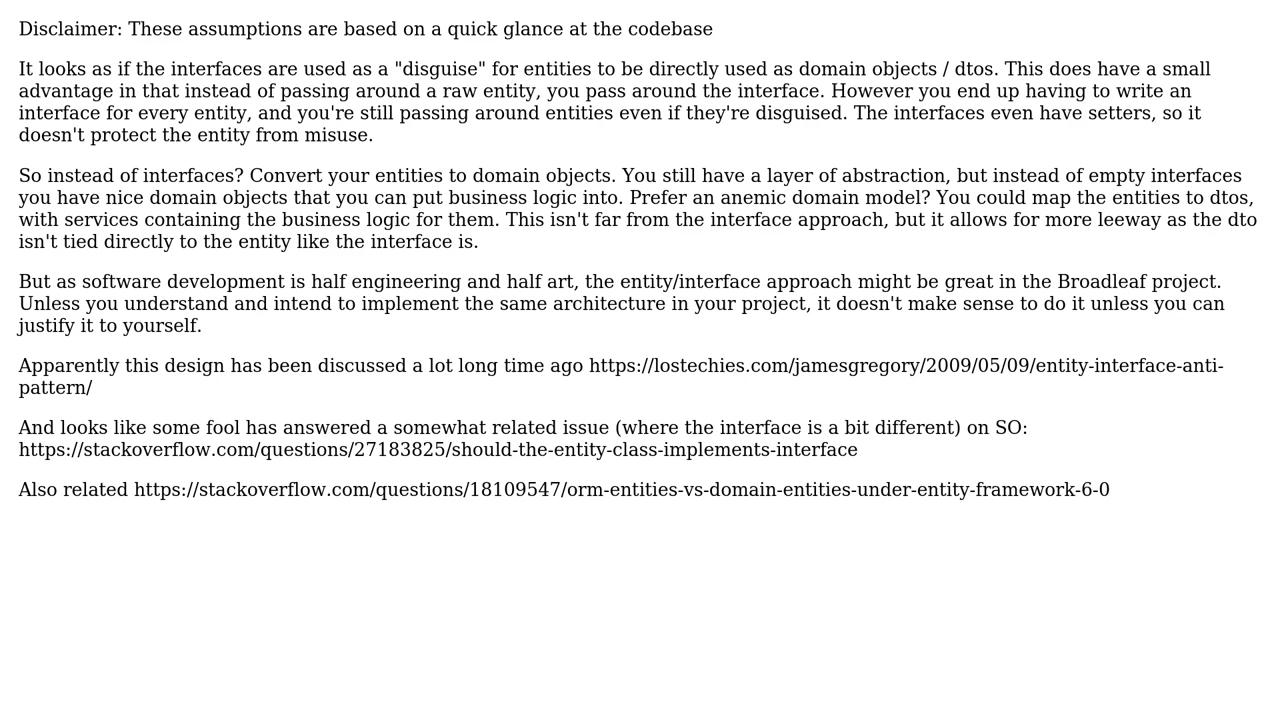 Disclaimer: These assumptions are based on a quick glance at the codebase
It looks as if the interfaces are used as a "disguise" for entities to be directly used as domain objects / dtos. This does have a small
advantage in that instead of passing around a raw entity, you pass around the interface. However you end up having to write an
interface for every entity, and you're still passing around entities even if they're disguised. The interfaces even have setters, so it
doesn't protect the entity from misuse.
So instead of interfaces? Convert your entities to domain objects. You still have a layer of abstraction, but instead of empty interfaces
you have nice domain objects that you can put business logic into. Prefer an anemic domain model? You could map the entities to dtos,
with services containing the business logic for them. This isn't far from the interface approach, but it allows for more leeway as the dto
isn't tied directly to the entity like the interface is.
But as software development is half engineering and half art, the entity/interface approach might be great in the Broadleaf project.
Unless you understand and intend to implement the same architecture in your project, it doesn't make sense to do it unless you can
justify it to yourself.
Apparently this design has been discussed a lot long time ago https://lostechies.com/jamesgregory/2009/05/09/entity-interface-anti-
pattern/
And looks like some fool has answered a somewhat related issue (where the interface is a bit different) on SO:
https://stackoverflow.com/questions/27183825/should-the-entity-class-implements-interface
Also related https://stackoverflow.com/questions/18109547/orm-entities-vs-domain-entities-under-entity-framework-6-0